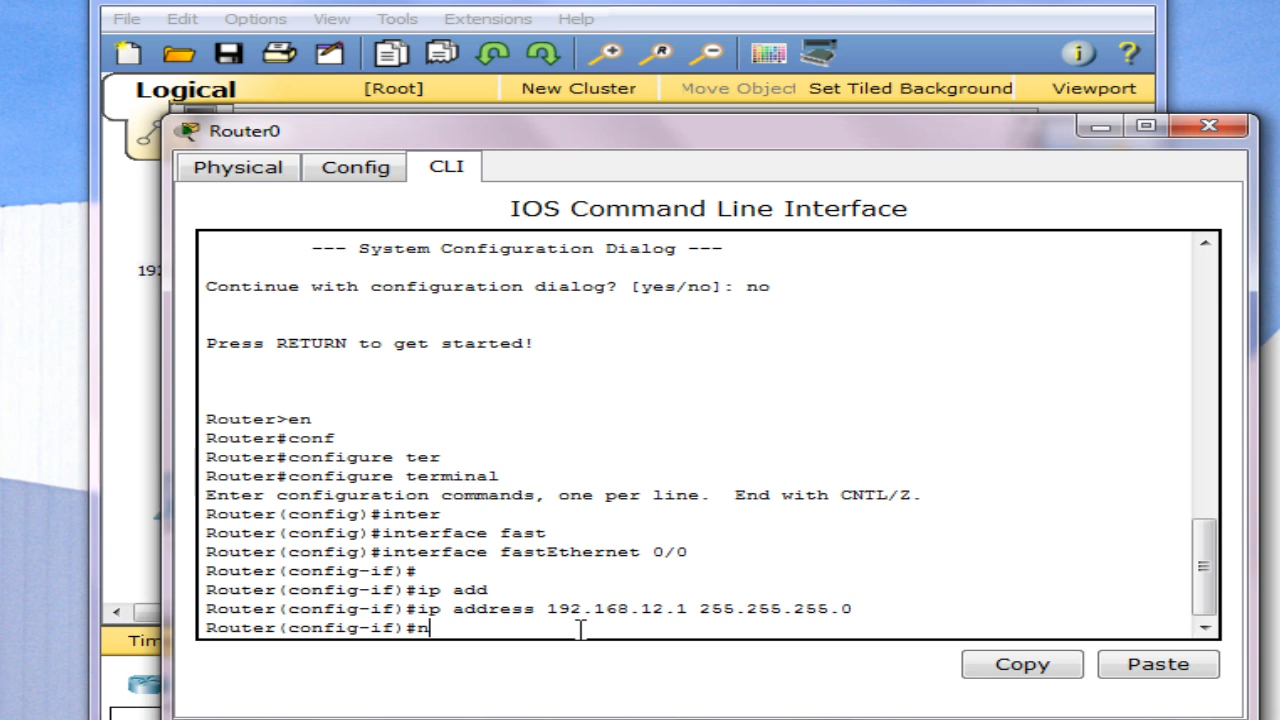 File Edit Options View Tools Extensions Help
Logical [Root] New Cluster Move Object Set Tiled Background Viewport
Router0
Physical Config CLI
IOS Command Line Interface
--- System Configuration Dialog ---
Continue with configuration dialog? [yes/no]: no
Press RETURN to get started!
Router>en
Router#conf
Router#configure ter
Router#configure terminal
Enter configuration commands, one per line.  End with CNTL/Z.
Router(config)#inter
Router(config)#interface fast
Router(config)#interface fastEthernet 0/0
Router(config-if)#
Router(config-if)#ip add
Router(config-if)#ip address 192.168.12.1 255.255.255.0
Router(config-if)#n
Copy Paste